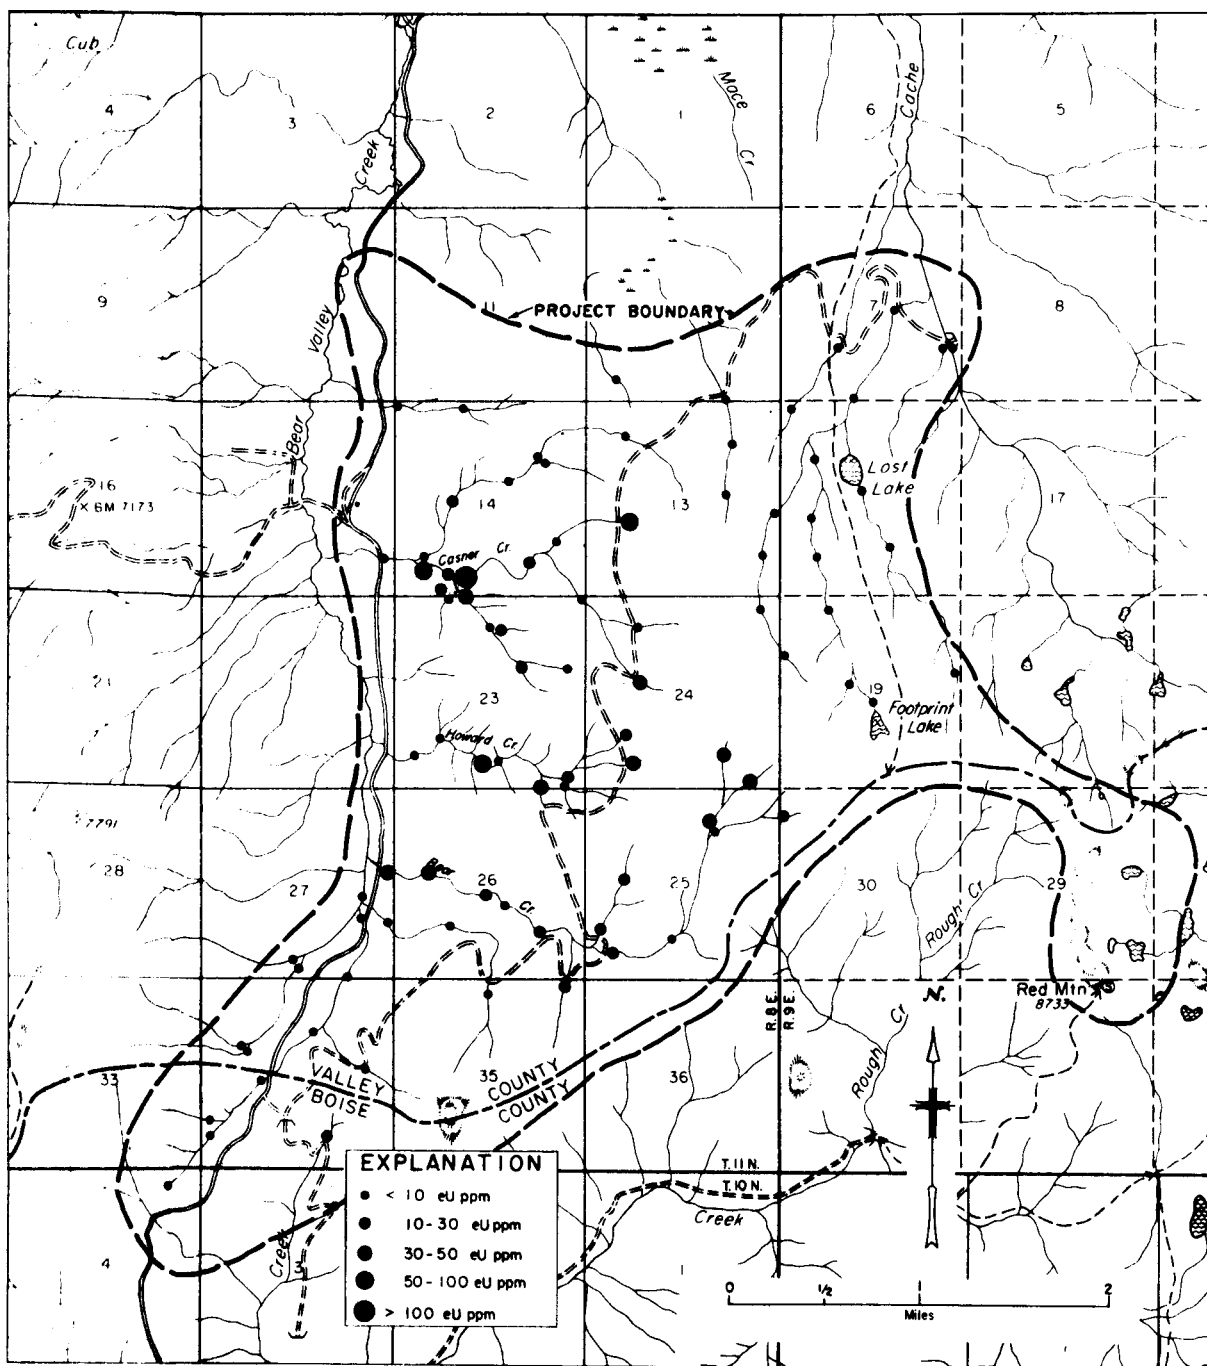 Cub
4
3
2
1
Mace
Cr
6
Cache
5
Creek
9
Valley
11
PROJECT BOUNDARY
7
8
Bear
16
X BM 7173
14
13
Lost
Lake
17
Casner Cr.
21
23
24
19
Footprint
Lake
Howard Cr.
7791
28
27
Bear
26
Cr.
25
30
29
Rough Cr
Red Mtn
8733
N.
R.8 E.
R.9 E.
33
VALLEY COUNTY
BOISE COUNTY
35
36
Rough Cr
T. 11 N.
T. 10 N.
Creek
4
Creek
3
1
EXPLANATION
< 10 eU ppm
10-30 eU ppm
30-50 eU ppm
50-100 eU ppm
> 100 eU ppm
0 1/2 2
Miles